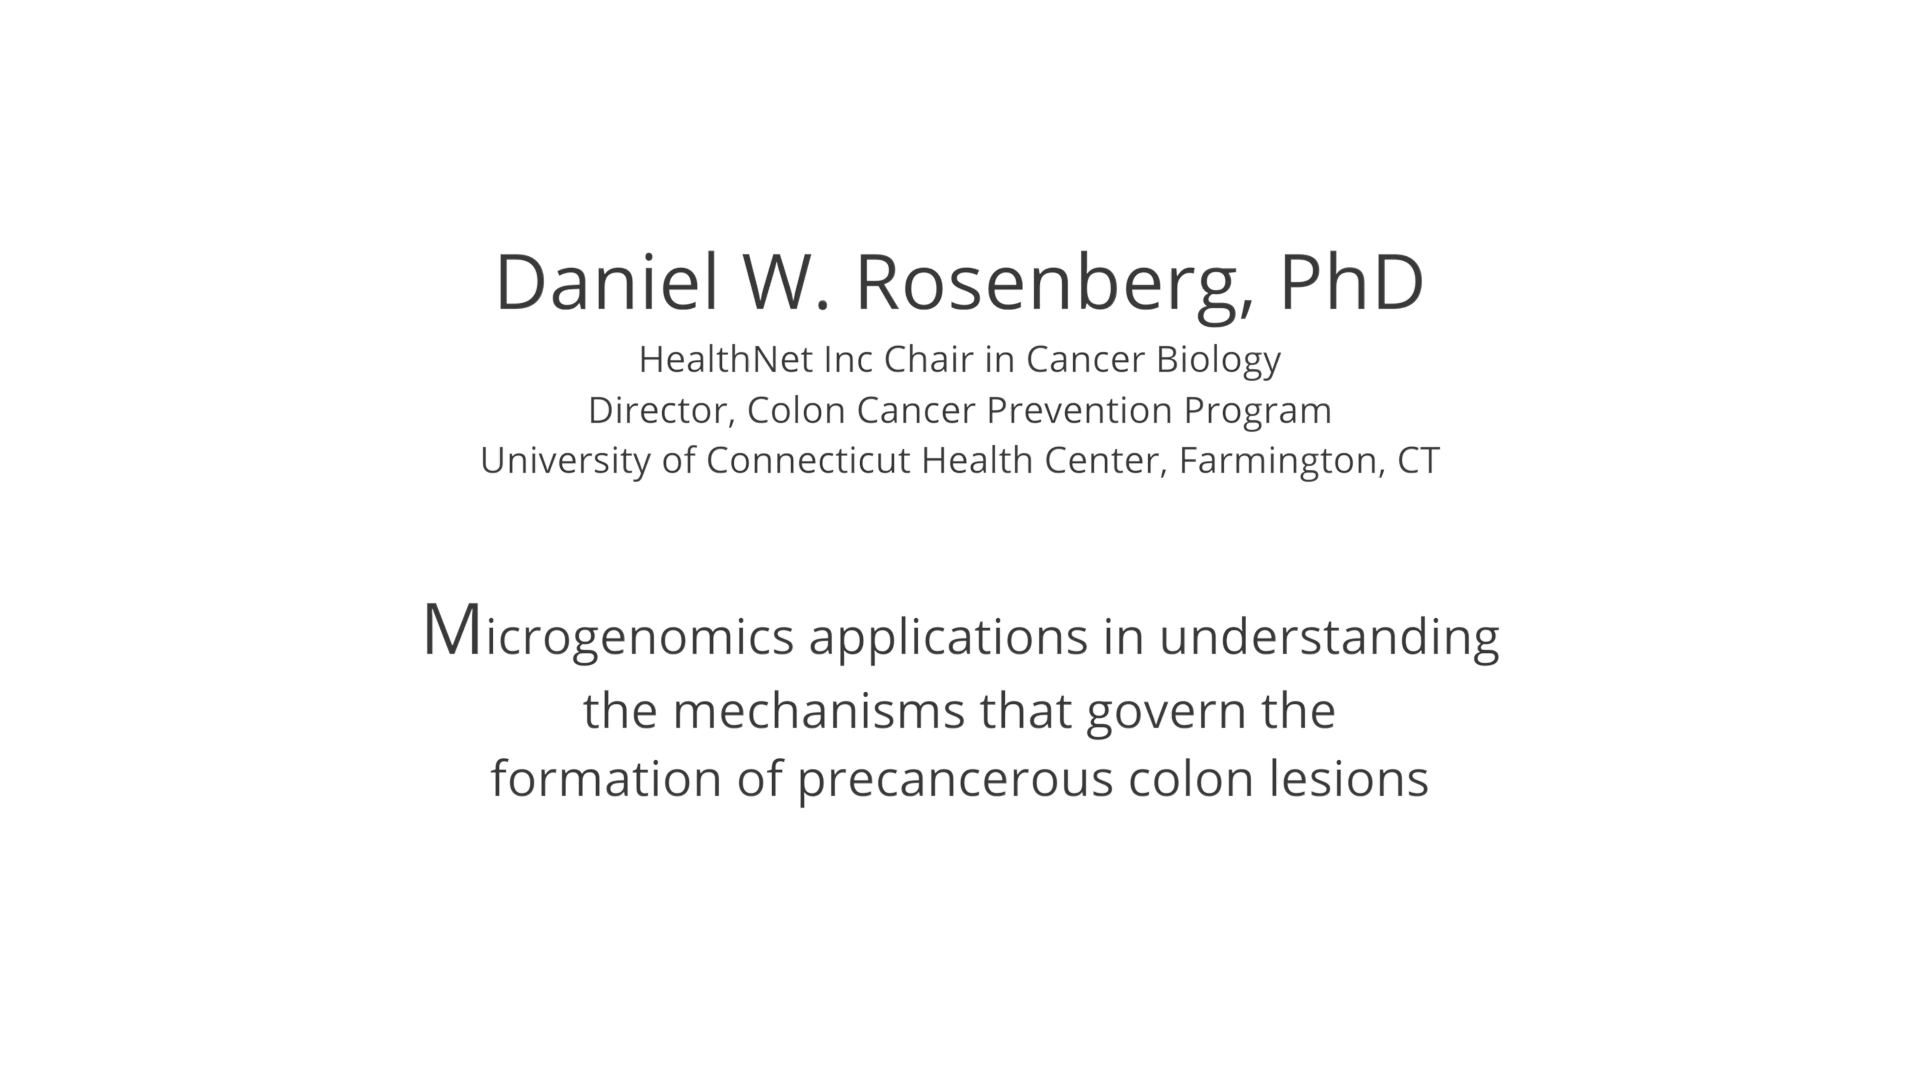 Daniel W. Rosenberg, PhD
HealthNet Inc Chair in Cancer Biology
Director, Colon Cancer Prevention Program
University of Connecticut Health Center, Farmington, CT
Microgenomics applications in understanding
the mechanisms that govern the
formation of precancerous colon lesions